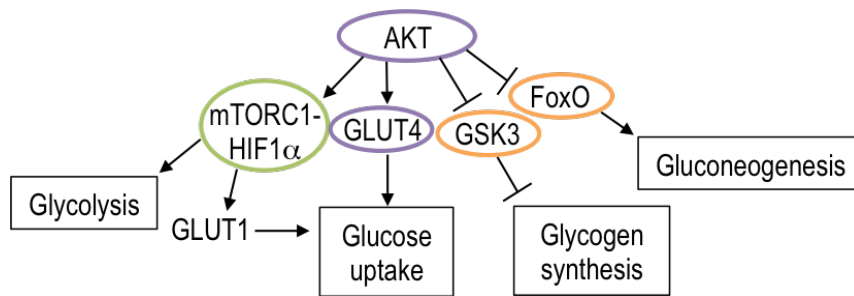 AKT
mTORC1-
HIF1α
GLUT4
GSK3
FoxO
Gluconeogenesis
Glycolysis
GLUT1
Glucose
uptake
Glycogen
synthesis